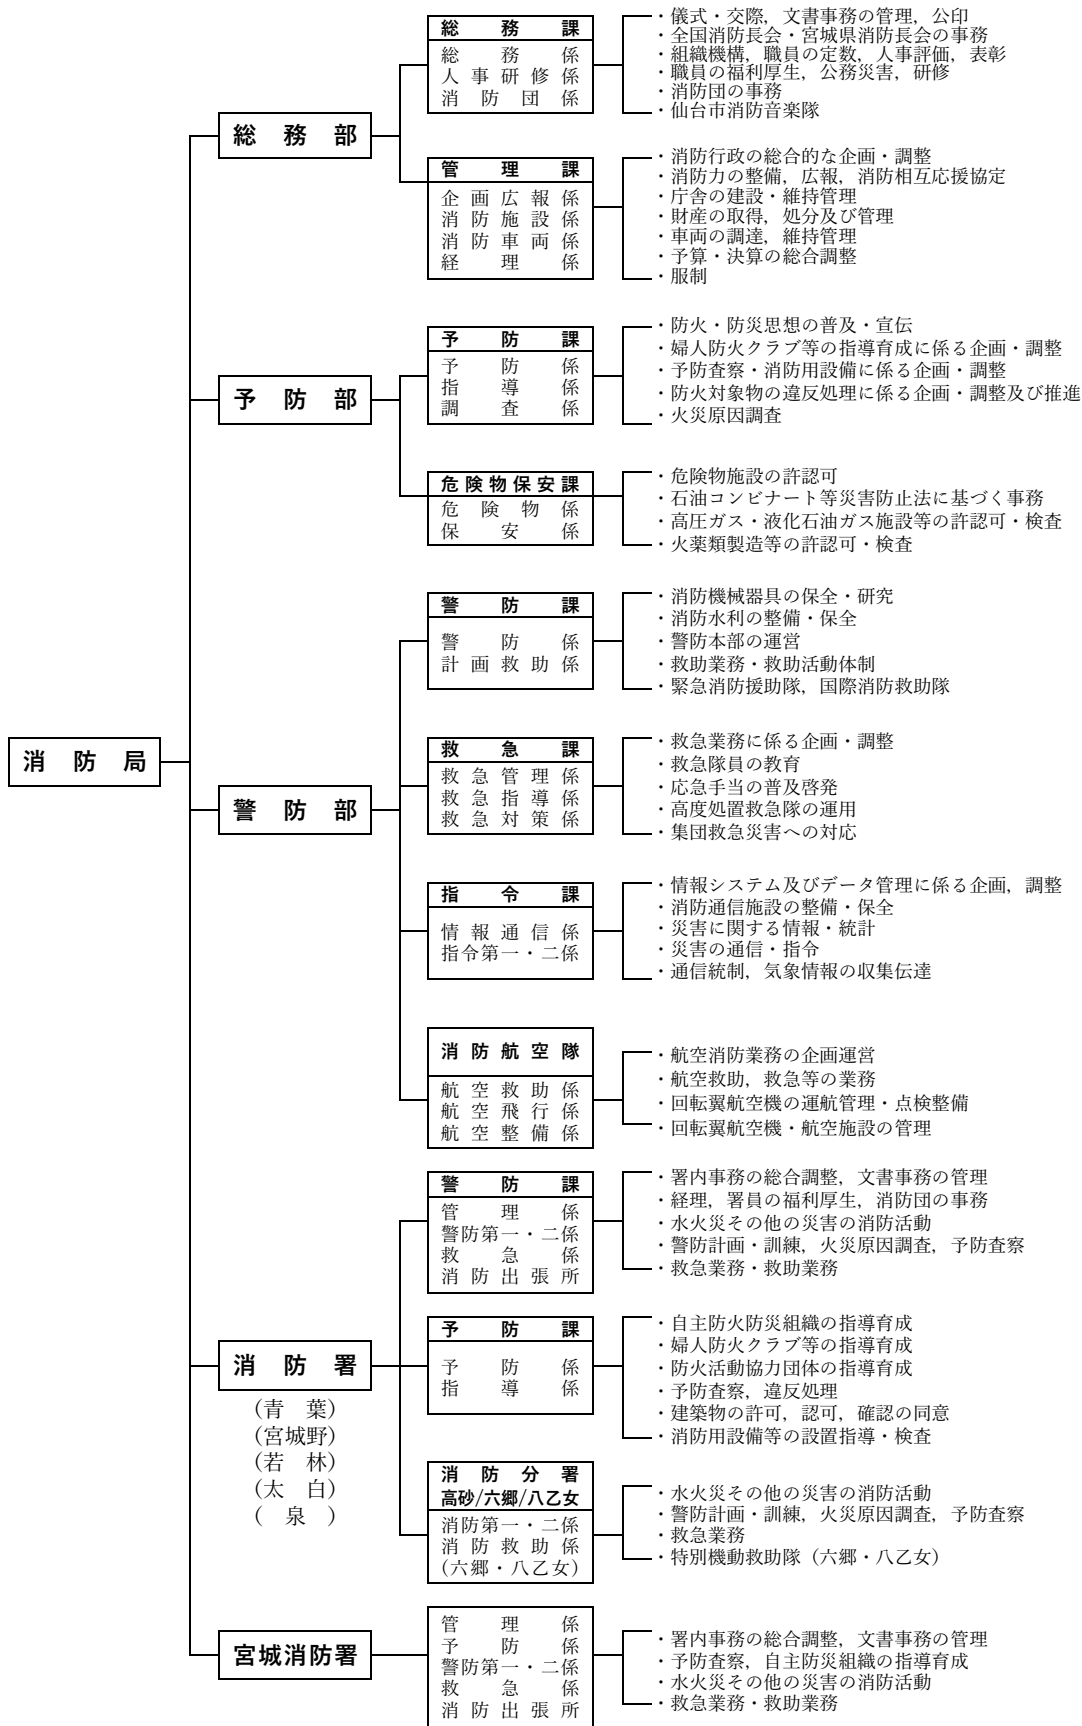 消防局
総務部
総務課
総務係
人事研修係
消防団係
・儀式・交際，文書事務の管理，公印
・全国消防長会・宮城県消防長会の事務
・組織機構，職員の定数，人事評価，表彰
・職員の福利厚生，公務災害，研修
・消防団の事務
・仙台市消防音楽隊
管理課
企画広報係
消防施設係
消防車両係
経理係
・消防行政の総合的な企画・調整
・消防力の整備，広報，消防相互応援協定
・庁舎の建設・維持管理
・財産の取得，処分及び管理
・車両の調達，維持管理
・予算・決算の総合調整
・服制
予防部
予防課
予防係
指導係
調査係
・防火・防災思想の普及・宣伝
・婦人防火クラブ等の指導育成に係る企画・調整
・予防査察・消防用設備に係る企画・調整
・防火対象物の違反処理に係る企画・調整及び推進
・火災原因調査
危険物保安課
危険物係
保安係
・危険物施設の許認可
・石油コンビナート等災害防止法に基づく事務
・高圧ガス・液化石油ガス施設等の許認可・検査
・火薬類製造等の許認可・検査
警防部
警防課
警防係
計画救助係
・消防機械器具の保全・研究
・消防水利の整備・保全
・警防本部の運営
・救助業務・救助活動体制
・緊急消防援助隊，国際消防救助隊
救急課
救急管理係
救急指導係
救急対策係
・救急業務に係る企画・調整
・救急隊員の教育
・応急手当の普及啓発
・高度処置救急隊の運用
・集団救急災害への対応
指令課
情報通信係
指令第一・二係
・情報システム及びデータ管理に係る企画，調整
・消防通信施設の整備・保全
・災害に関する情報・統計
・災害の通信・指令
・通信統制，気象情報の収集伝達
消防航空隊
航空救助係
航空飛行係
航空整備係
・航空消防業務の企画運営
・航空救助，救急等の業務
・回転翼航空機の運航管理・点検整備
・回転翼航空機・航空施設の管理
消防署
（青　葉）
（宮城野）
（若　林）
（太　白）
（　泉　）
警防課
管理係
警防第一・二係
救急係
消防出張所
・署内事務の総合調整，文書事務の管理
・経理，署員の福利厚生，消防団の事務
・水火災その他の災害の消防活動
・警防計画・訓練，火災原因調査，予防査察
・救急業務・救助業務
予防課
予防係
指導係
・自主防火防災組織の指導育成
・婦人防火クラブ等の指導育成
・防火活動協力団体の指導育成
・予防査察，違反処理
・建築物の許可，認可，確認の同意
・消防用設備等の設置指導・検査
消防分署
高砂/六郷/八乙女
消防第一・二係
消防救助係
（六郷・八乙女）
・水火災その他の災害の消防活動
・警防計画・訓練，火災原因調査，予防査察
・救急業務
・特別機動救助隊（六郷・八乙女）
宮城消防署
管理係
予防係
警防第一・二係
救急係
消防出張所
・署内事務の総合調整，文書事務の管理
・予防査察，自主防災組織の指導育成
・水火災その他の災害の消防活動
・救急業務・救助業務